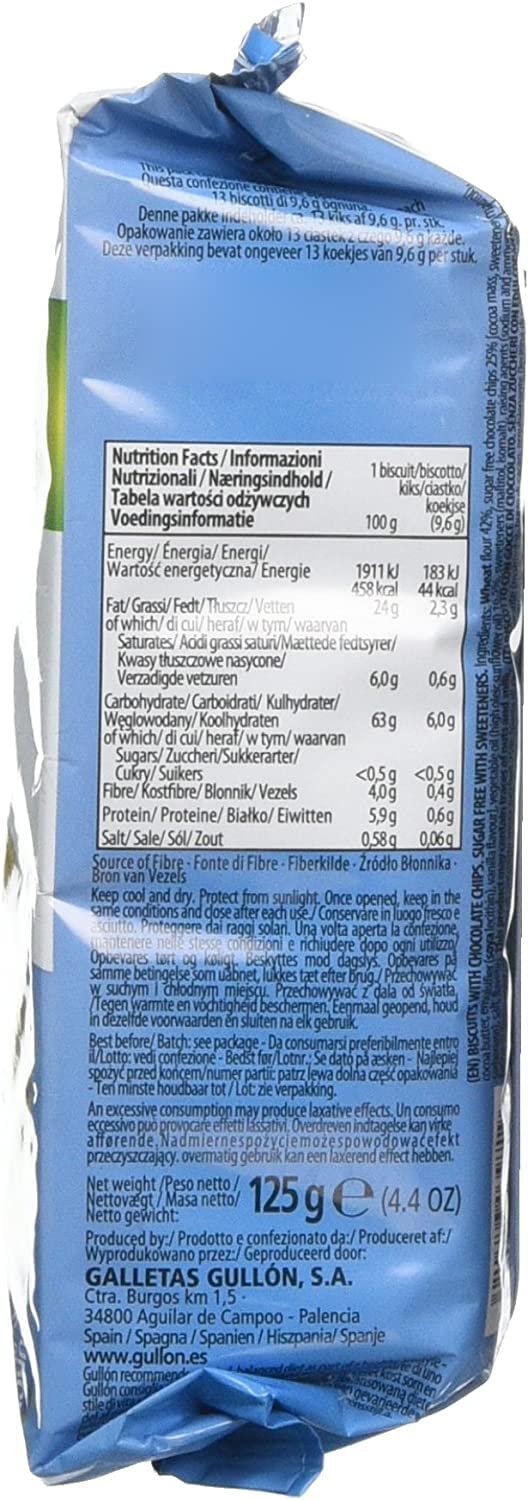 This
Questa confezione contiene
13 biscotti di 9,6 g ognuna. each
Denne pakke indeholder ca. 13 kiks af 9,6 g. pr. stk.
Opakowanie zawiera około 13 ciastek z czego 9,6 g każde.
Deze verpakking bevat ongeveer 13 koekjes van 9,6 g per stuk.
Nutrition Facts / Informazioni
Nutrizionali / Næringsindhold /
Tabela wartości odżywczych
Voedingsinformatie
100 g
1 biscuit/biscotto/
kiks/ciastko/
koekjse
(9,6 g)
Energy/ Énergia/ Energi/
Wartość energetyczna/ Energie 1911 kJ 183 kJ
458 kcal 44 kcal
Fat/ Grassi/ Fedt/ Tłuszcz/ Vetten 24 g 2,3 g
of which/ di cui/ heraf/ w tym/ waarvan
Saturates/ Acidi grassi saturi/Mættede fedtsyrer/
Kwasy tłuszczowe nasycone/
Verzadigde vetzuren 6,0 g 0,6 g
Carbohydrate/ Carboidrati/ Kulhydrater/
Węglowodany/ Koolhydraten 63 g 6,0 g
of which/ di cui/ heraf/ w tym/ waarvan
Sugars/ Zuccheri/Sukkerarter/
Cukry/ Suikers <0,5 g <0,5 g
Fibre/ Kostfibre/ Blonnik/ Vezels 4,0 g 0,4 g
Protein/ Proteine/ Białko/ Eiwitten 5,9 g 0,6 g
Salt/ Sale/ Sól/ Zout 0,58 g 0,06 g
Source of Fibre · Fonte di Fibre · Fiberkilde · Źródło Błonnika ·
Bron van Vezels
Keep cool and dry. Protect from sunlight. Once opened, keep in the
same conditions and close after each use./ Conservare in luogo fresco e
asciutto. Proteggere dai raggi solari. Una volta aperta la confezione,
mantenere nelle stesse condizioni e richiudere dopo ogni utilizzo/
Opbevares tørt og køligt. Beskyttes mod dagslys. Opbevares på
samme betingelse som uåbnet, lukkes tæt efter brug./ Przechowywać
w suchym i chłodnym miejscu. Przechowywać z dala od światła.
/Tegen warmte en vochtigheid beschermen. Eenmaal geopend, houd
in dezelfde voorwaarden en sluiten na elk gebruik.
Best before/ Batch: see package - Da consumarsi preferibilmente entro
il/Lotto: vedi confezione - Bedst før/Lotnr.: Se dato på æsken - Najlepiej
spożyć przed końcem/numer partii: patrz lewa dolna część opakowania
- Ten minste houdbaar tot / Lot: zie verpakking.
An excessive consumption may produce laxative effects. Un consumo
eccessivo può provocare effetti lassativi. Overdreven indtagelse kan virke
afførende. Nadmierne spożycie może spowodować efekt
przeczyszczający. overmatig gebruik kan een laxerend effect hebben.
Net weight /Peso netto /
Nettovægt / Masa netto/
Netto gewicht: 125 g e (4.4 OZ)
Produced by:/ Prodotto e confezionato da:/ Produceret af:/
Wyprodukowano przez:/ Geproduceerd door:
GALLETAS GULLÓN, S.A.
Ctra. Burgos km 1,5 ·
34800 Aguilar de Campoo - Palencia
Spain / Spagna / Spanien / Hiszpania/ Spanje
www.gullon.es
Gullón recommend balanced diet as part of
Gullón consiglia
stile di vita
(EN) BISCUITS WITH CHOCOLATE CHIPS. SUGAR FREE WITH SWEETENERS. Ingredients: Wheat flour 42%, sugar free chocolate chips 25% (cocoa mass, sweetener